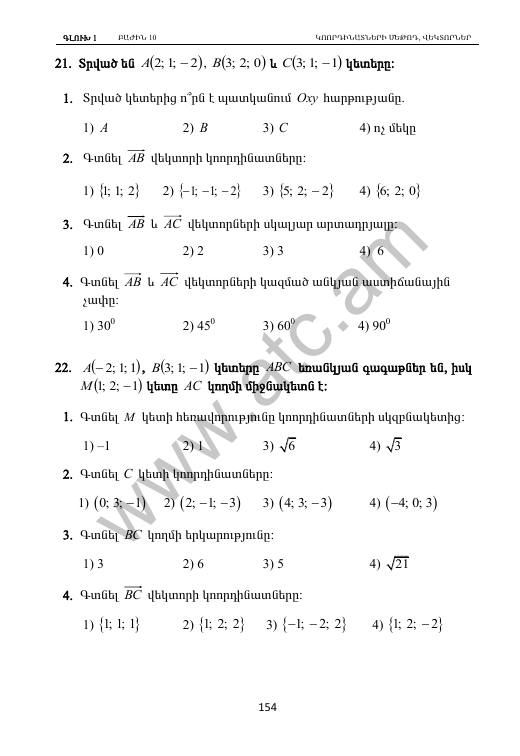 ԳԼՈՒԽ 1 ԲԱԺԻՆ 10 ԿՈՈՐԴԻՆԱՏՆԵՐԻ ՄԵԹՈԴ, ՎԵԿՏՈՐՆԵՐ
21. Տրված են A(2; 1; −2), B(3; 2; 0) և C(3; 1; −1) կետերը:
1. Տրված կետերից ո՞րն է պատկանում Oxy հարթությանը.
1) A 2) B 3) C 4) ոչ մեկը
2. Գտնել AB վեկտորի կոորդինատները:
1) {1; 1; 2} 2) {−1; −1; −2} 3) {5; 2; −2} 4) {6; 2; 0}
3. Գտնել AB և AC վեկտորների սկալյար արտադրյալը:
1) 0 2) 2 3) 3 4) 6
4. Գտնել AB և AC վեկտորների կազմած անկյան աստիճանային
չափը:
1) 30⁰ 2) 45⁰ 3) 60⁰ 4) 90⁰
22. A(−2; 1; 1), B(3; 1; −1) կետերը ABC եռանկյան գագաթներ են, իսկ
M(1; 2; −1) կետը AC կողմի միջնակետն է:
1. Գտնել M կետի հեռավորությունը կոորդինատների սկզբնակետից:
1) −1 2) 1 3) √6 4) √3
2. Գտնել C կետի կոորդինատները:
1) (0; 3; −1) 2) (2; −1; −3) 3) (4; 3; −3) 4) (−4; 0; 3)
3. Գտնել BC կողմի երկարությունը:
1) 3 2) 6 3) 5 4) √21
4. Գտնել BC վեկտորի կոորդինատները:
1) {1; 1; 1} 2) {1; 2; 2} 3) {−1; −2; 2} 4) {1; 2; −2}
154
www.atc.am